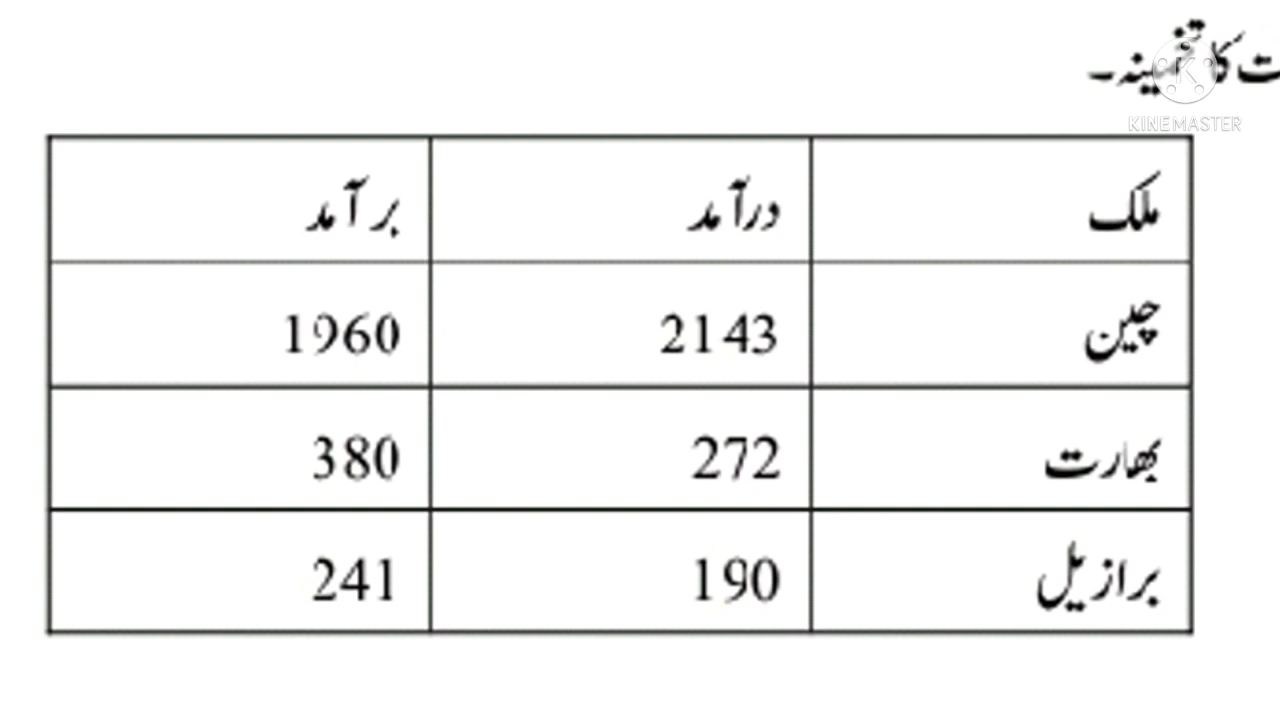 کا تخمینہ۔
KINEMASTER
ملک درآمد برآمد
چین 2143 1960
بھارت 272 380
برازیل 190 241